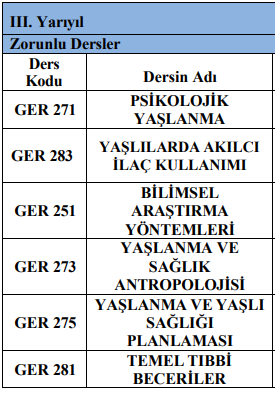 III. Yarıyıl
Zorunlu Dersler
Ders
Kodu
Dersin Adı
GER 271
PSİKOLOJİK
YAŞLANMA
GER 283
YAŞLILARDA AKILCI
İLAÇ KULLANIMI
GER 251
BİLİMSEL
ARAŞTIRMA
YÖNTEMLERİ
GER 273
YAŞLANMA VE
SAĞLIK
ANTROPOLOJİSİ
GER 275
YAŞLANMA VE YAŞLI
SAĞLIĞI
PLANLAMASI
GER 281
TEMEL TIBBİ
BECERİLER